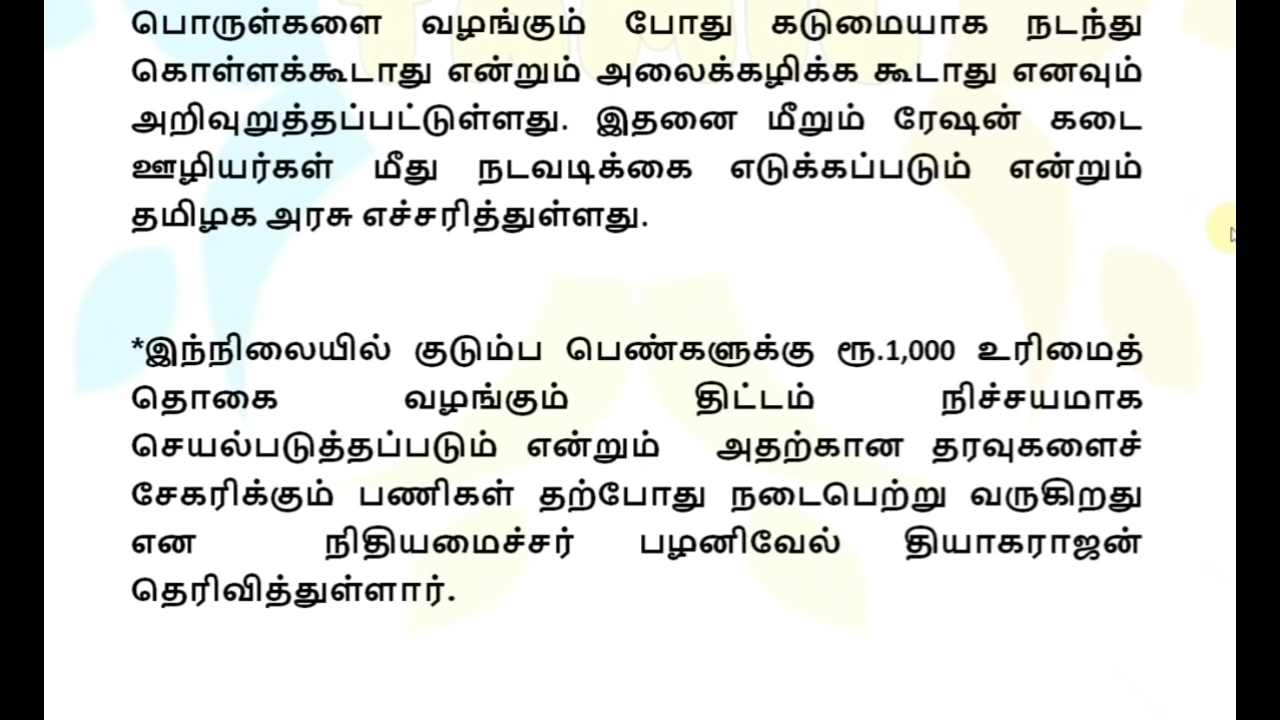 பொருள்களை வழங்கும் போது கடுமையாக நடந்து
கொள்ளக்கூடாது என்றும் அலைக்கழிக்க கூடாது எனவும்
அறிவுறுத்தப்பட்டுள்ளது. இதனை மீறும் ரேஷன் கடை
ஊழியர்கள் மீது நடவடிக்கை எடுக்கப்படும் என்றும்
தமிழக அரசு எச்சரித்துள்ளது.
*இந்நிலையில் குடும்ப பெண்களுக்கு ரூ.1,000 உரிமைத்
தொகை வழங்கும் திட்டம் நிச்சயமாக
செயல்படுத்தப்படும் என்றும் அதற்கான தரவுகளைச்
சேகரிக்கும் பணிகள் தற்போது நடைபெற்று வருகிறது
என நிதியமைச்சர் பழனிவேல் தியாகராஜன்
தெரிவித்துள்ளார்.